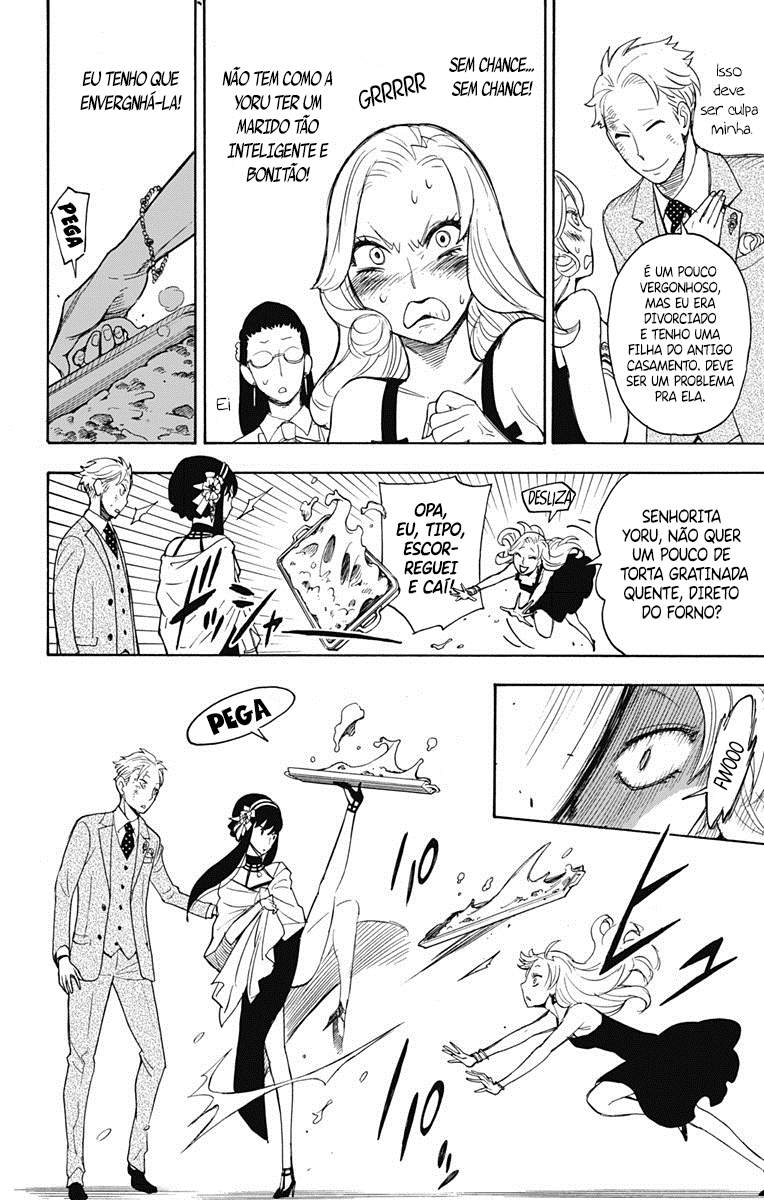 Isso
deve
ser culpa
minha.
É UM POUCO
VERGONHOSO,
MAS EU ERA
DIVORCIADO
E TENHO UMA
FILHA DO ANTIGO
CASAMENTO. DEVE
SER UM PROBLEMA
PRA ELA.
SEM CHANCE...
SEM CHANCE!
GRRRRR
NÃO TEM COMO A
YORU TER UM
MARIDO TÃO
INTELIGENTE E
BONITÃO!
Ei
EU TENHO QUE
ENVERGNHÁ-LA!
PEGA
SENHORITA
YORU, NÃO QUER
UM POUCO DE
TORTA GRATINADA
QUENTE, DIRETO
DO FORNO?
DESLIZA
OPA,
EU, TIPO,
ESCOR-
REGUEI
E CAÍ!
FWOOO
PEGA